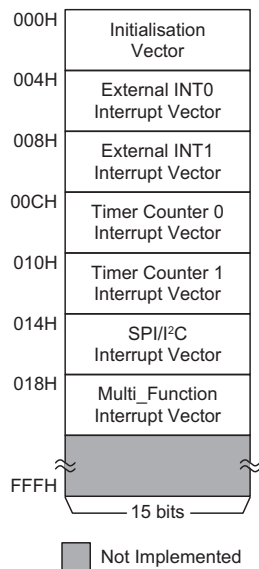 000H
Initialisation
Vector
004H
External INT0
Interrupt Vector
008H
External INT1
Interrupt Vector
00CH
Timer Counter 0
Interrupt Vector
010H
Timer Counter 1
Interrupt Vector
014H
SPI/I²C
Interrupt Vector
018H
Multi_Function
Interrupt Vector
FFFH
15 bits
Not Implemented